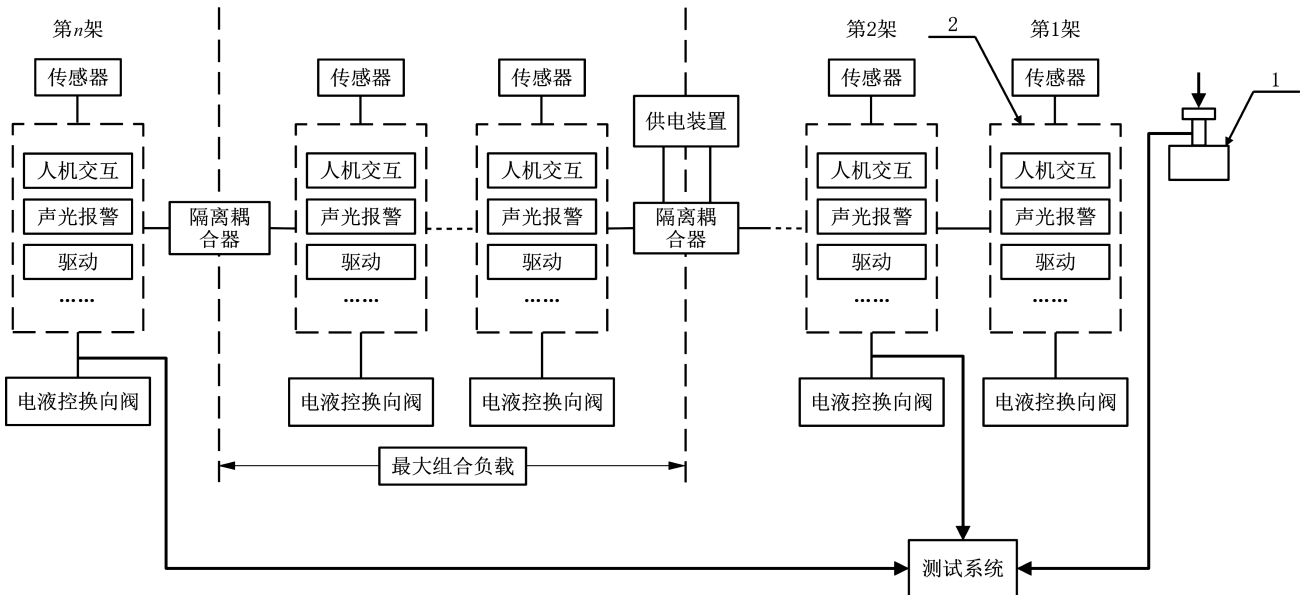 第n架
第2架
2
第1架
1
传感器
传感器
传感器
传感器
传感器
供电装置
人机交互
人机交互
人机交互
人机交互
人机交互
声光报警
隔离耦
合器
声光报警
声光报警
隔离耦
合器
声光报警
声光报警
驱动
驱动
驱动
驱动
驱动
……
……
……
……
……
电液控换向阀
电液控换向阀
电液控换向阀
电液控换向阀
电液控换向阀
最大组合负载
测试系统